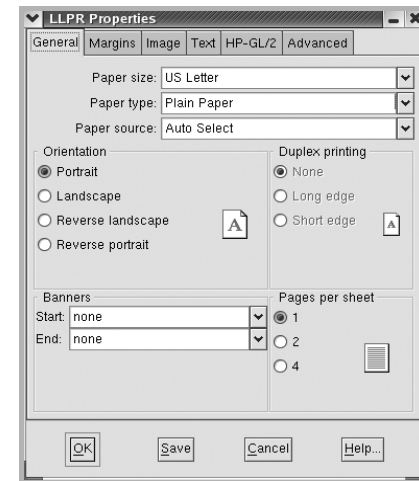 LLPR Properties
General Margins Image Text HP-GL/2 Advanced
Paper size: US Letter
Paper type: Plain Paper
Paper source: Auto Select
Orientation
Portrait
Landscape
Reverse landscape
Reverse portrait
A
Duplex printing
None
Long edge
Short edge
A
Banners
Start: none
End: none
Pages per sheet
1
2
4
OK Save Cancel Help...